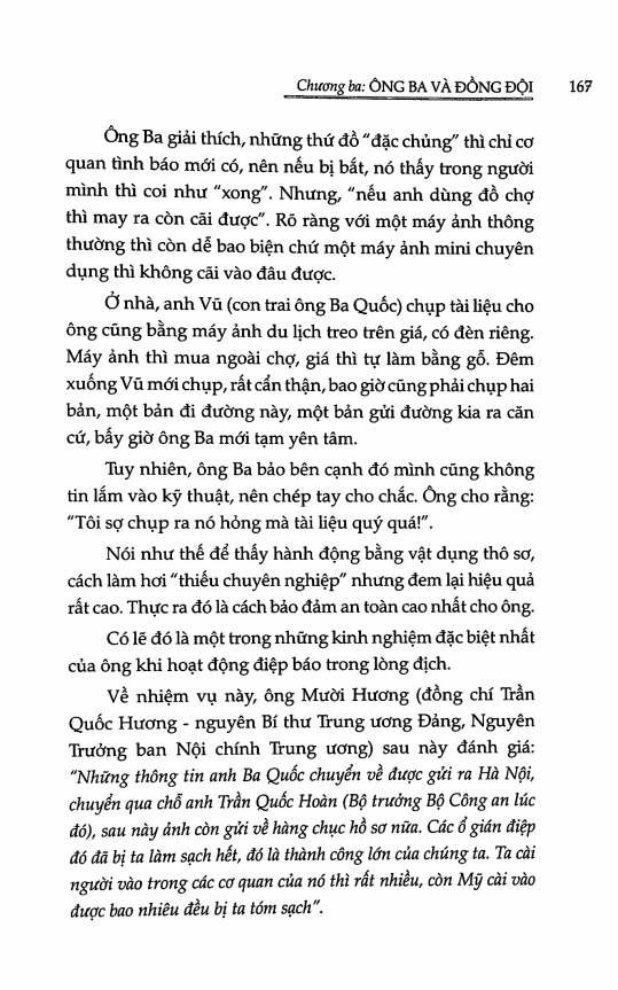 Chương ba: ÔNG BA VÀ ĐỒNG ĐỘI 167
Ông Ba giải thích, những thứ đồ "đặc chủng" thì chỉ cơ
quan tình báo mới có, nên nếu bị bắt, nó thấy trong người
mình thì coi như "xong". Nhưng, "nếu anh dùng đồ chợ
thì may ra còn cãi được". Rõ ràng với một máy ảnh thông
thường thì còn dễ bao biện chứ một máy ảnh mini chuyên
dụng thì không cãi vào đâu được.
Ở nhà, anh Vũ (con trai ông Ba Quốc) chụp tài liệu cho
ông cũng bằng máy ảnh du lịch treo trên giá, có đèn riêng.
Máy ảnh thì mua ngoài chợ, giá thì tự làm bằng gỗ. Đêm
xuống Vũ mới chụp, rất cẩn thận, bao giờ cũng phải chụp hai
bản, một bản đi đường này, một bản gửi đường kia ra căn
cứ, bấy giờ ông Ba mới tạm yên tâm.
Tuy nhiên, ông Ba bảo bên cạnh đó mình cũng không
tin lắm vào kỹ thuật, nên chép tay cho chắc. Ông cho rằng:
"Tôi sợ chụp ra nó hỏng mà tài liệu quý quá!".
Nói như thế để thấy hành động bằng vật dụng thô sơ,
cách làm hơi "thiếu chuyên nghiệp" nhưng đem lại hiệu quả
rất cao. Thực ra đó là cách bảo đảm an toàn cao nhất cho ông.
Có lẽ đó là một trong những kinh nghiệm đặc biệt nhất
của ông khi hoạt động điệp báo trong lòng địch.
Về nhiệm vụ này, ông Mười Hương (đồng chí Trần
Quốc Hương - nguyên Bí thư Trung ương Đảng, Nguyên
Trưởng ban Nội chính Trung ương) sau này đánh giá:
"Những thông tin anh Ba Quốc chuyển về được gửi ra Hà Nội,
chuyển qua chỗ anh Trần Quốc Hoàn (Bộ trưởng Bộ Công an lúc
đó), sau này ảnh còn gửi về hàng chục hồ sơ nữa. Các ổ gián điệp
đó đã bị ta làm sạch hết, đó là thành công lớn của chúng ta. Ta cài
người vào trong các cơ quan của nó thì rất nhiều, còn Mỹ cài vào
được bao nhiêu đều bị ta tóm sạch".